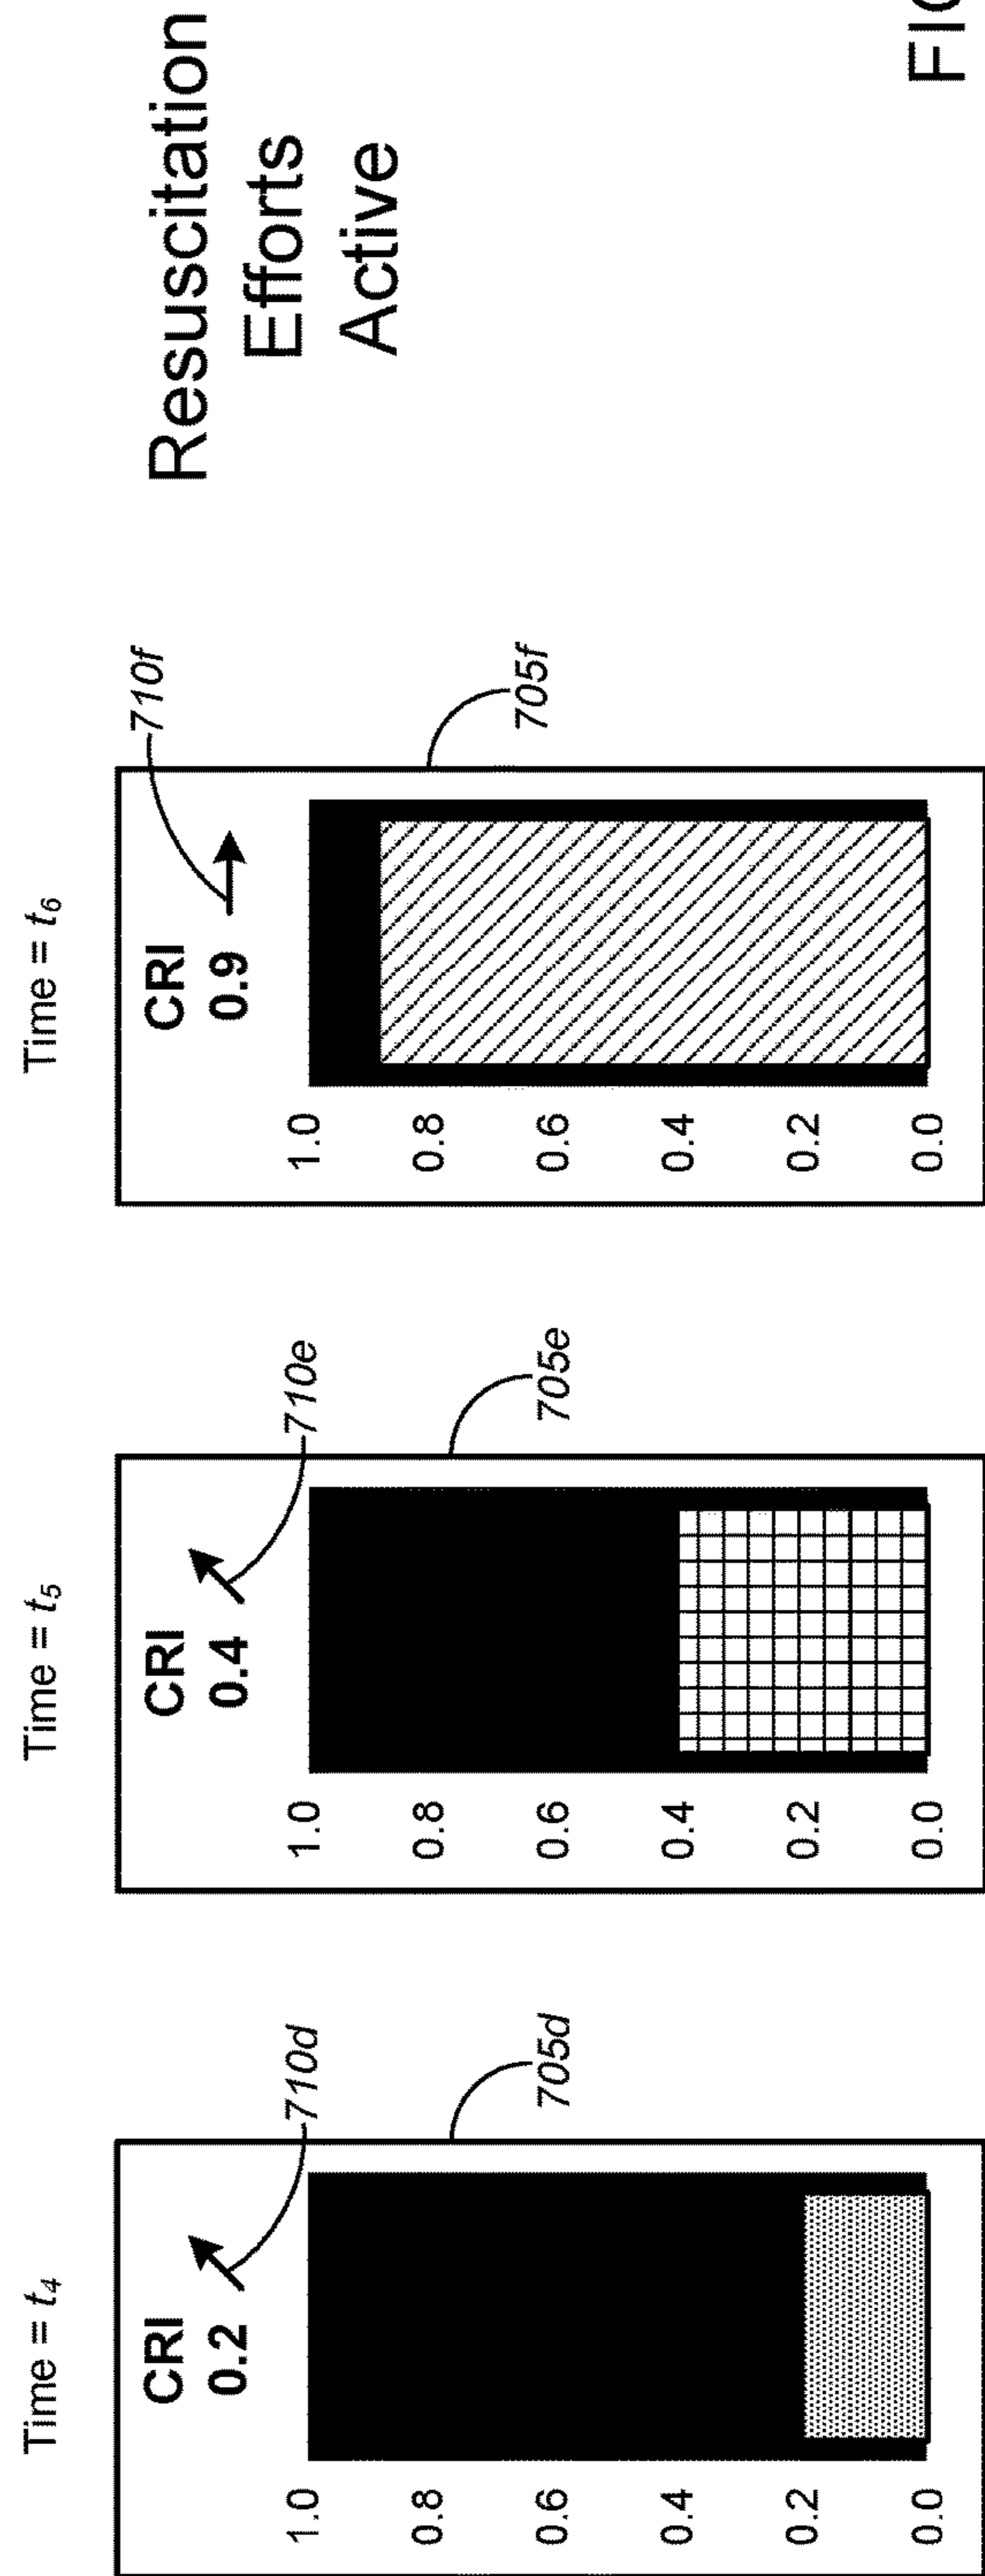 Time = t4
CRI
0.2
710d
1.0
0.8
0.6
0.4
0.2
0.0
705d
Time = t5
CRI
0.4
710e
1.0
0.8
0.6
0.4
0.2
0.0
705e
Time = t6
CRI
0.9
710f
1.0
0.8
0.6
0.4
0.2
0.0
705f
Resuscitation
Efforts
Active